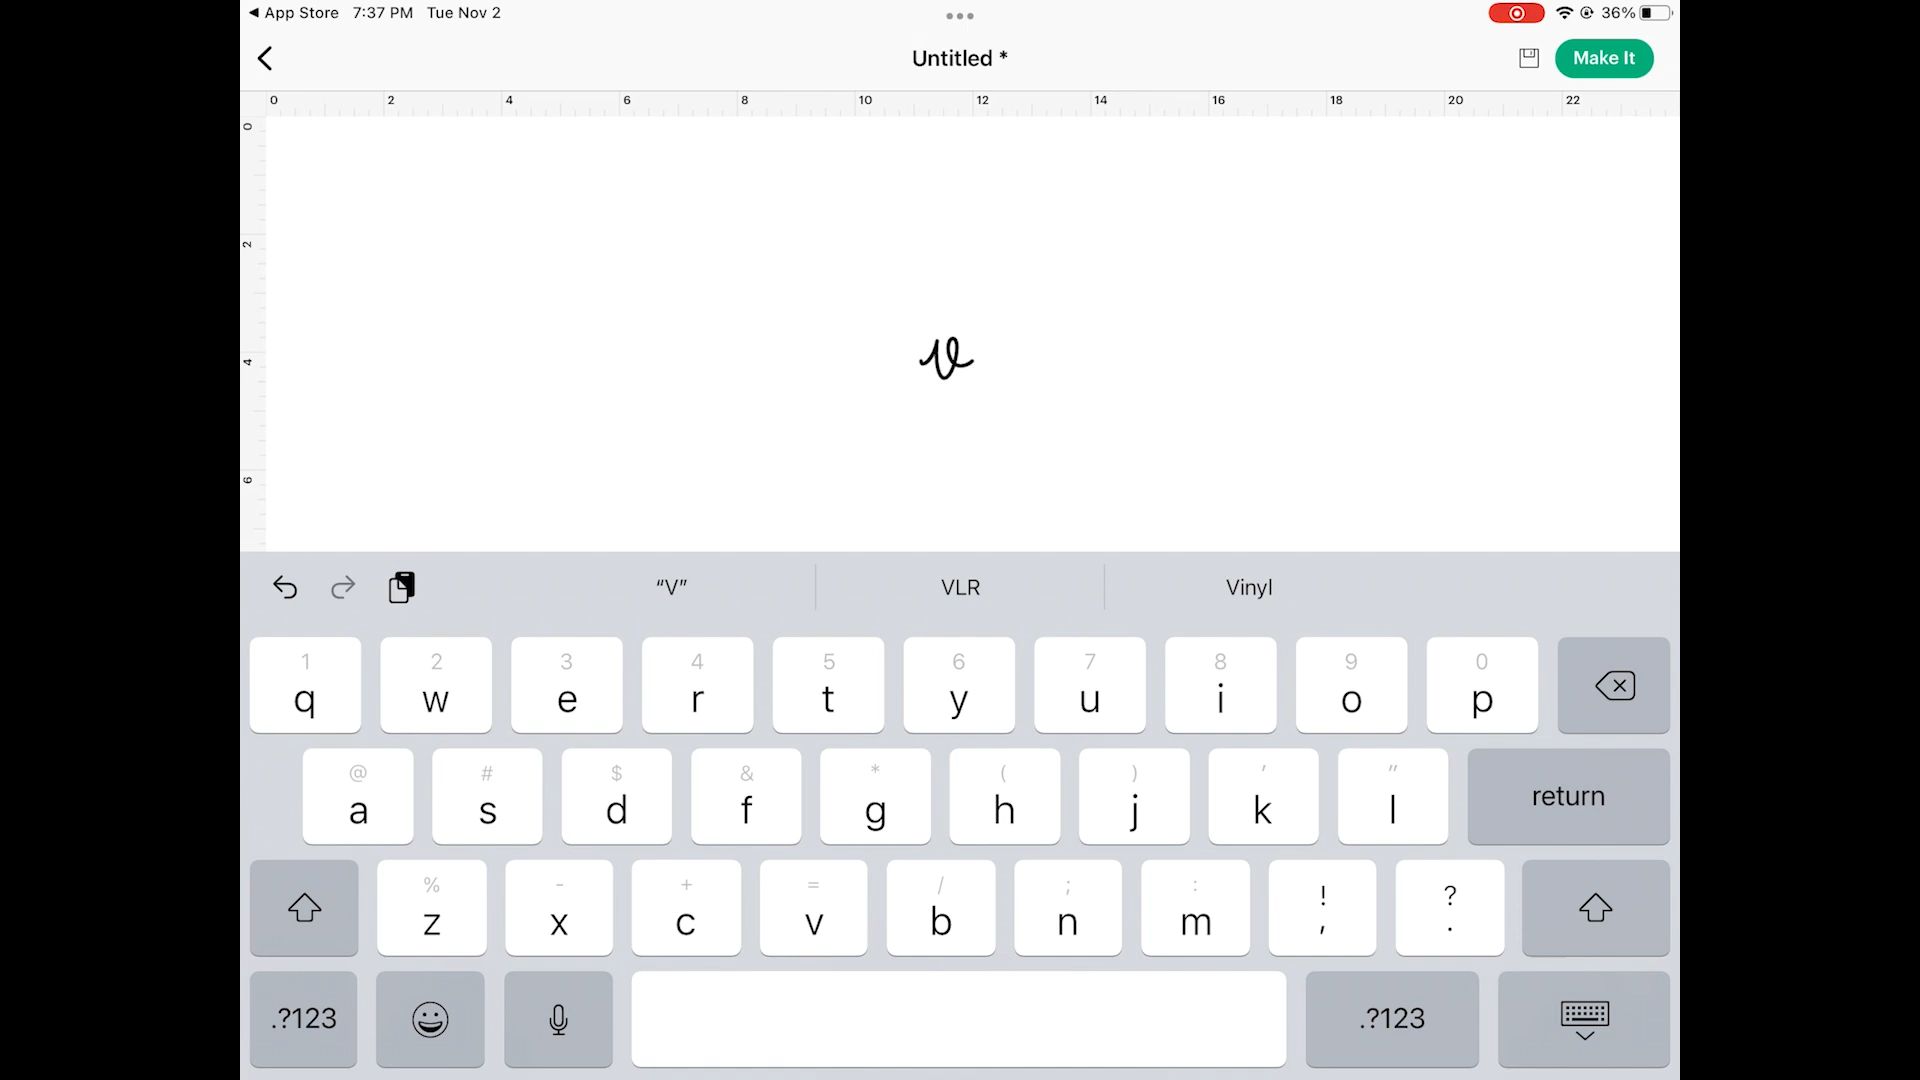 ◀ App Store 7:37 PM Tue Nov 2 36%
Untitled *
Make It
0 2 4 6 8 10 12 14 16 18 20 22
0
2
4
6
v
“V” VLR Vinyl
1 2 3 4 5 6 7 8 9 0
q w e r t y u i o p
@ # $ & * ( ) ' "
a s d f g h j k l return
% - + = / ; : ! ?
z x c v b n m , .
.?123 .?123